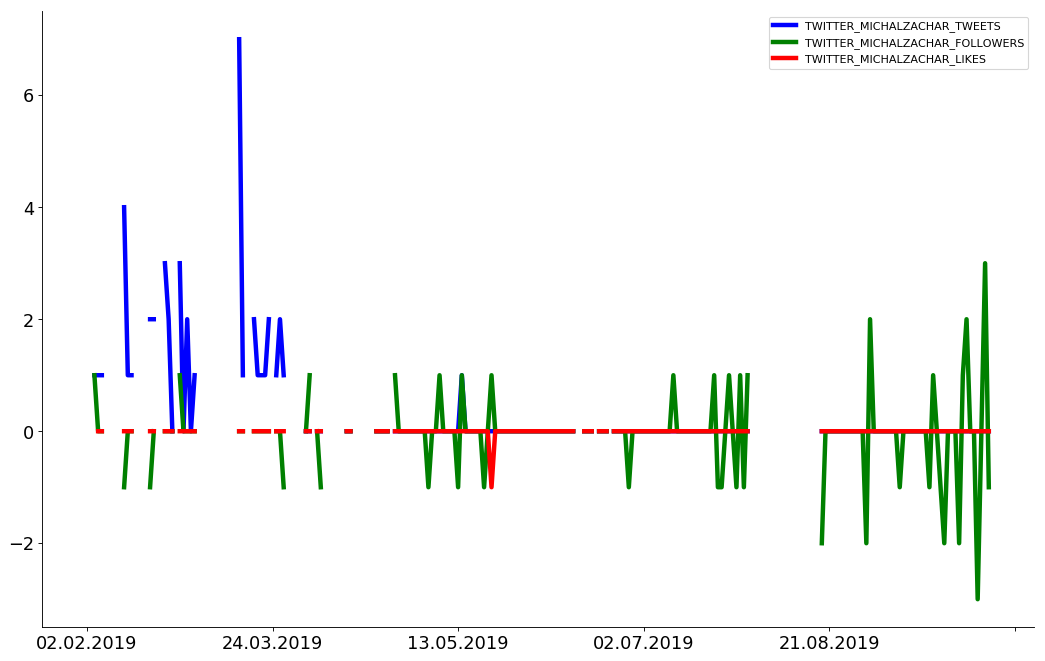 TWITTER_MICHALZACHAR_TWEETS
TWITTER_MICHALZACHAR_FOLLOWERS
TWITTER_MICHALZACHAR_LIKES
6
4
2
0
−2
02.02.2019 24.03.2019 13.05.2019 02.07.2019 21.08.2019